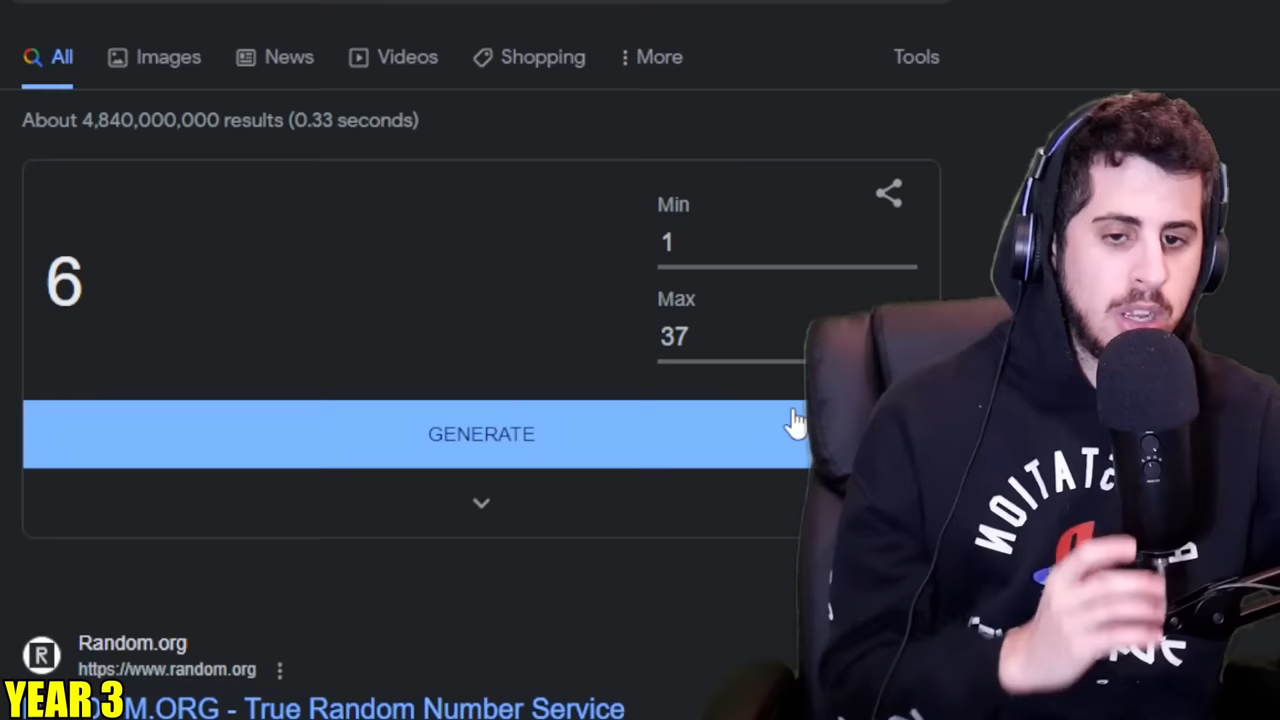 All Images News Videos Shopping More Tools
About 4,840,000,000 results (0.33 seconds)
Min
1
6
Max
37
GENERATE
Random.org
https://www.random.org
YEAR 3
M.ORG - True Random Number Service